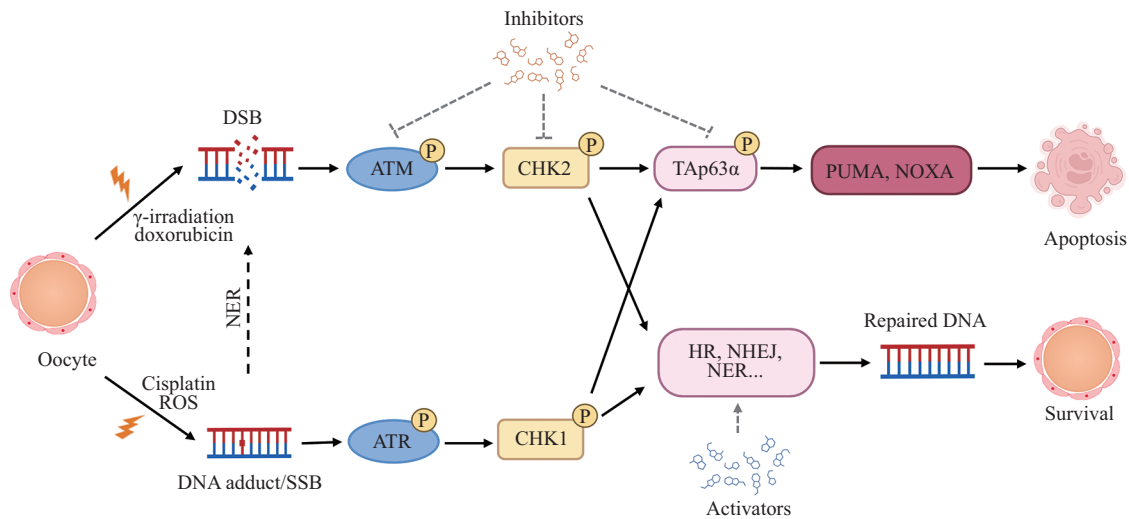 Inhibitors
DSB
P
P
P
ATM
CHK2
TAp63α
PUMA, NOXA
γ-irradiation
doxorubicin
Apoptosis
NER
Oocyte
Repaired DNA
HR, NHEJ,
NER...
Cisplatin
ROS
Survival
P
P
ATR
CHK1
DNA adduct/SSB
Activators